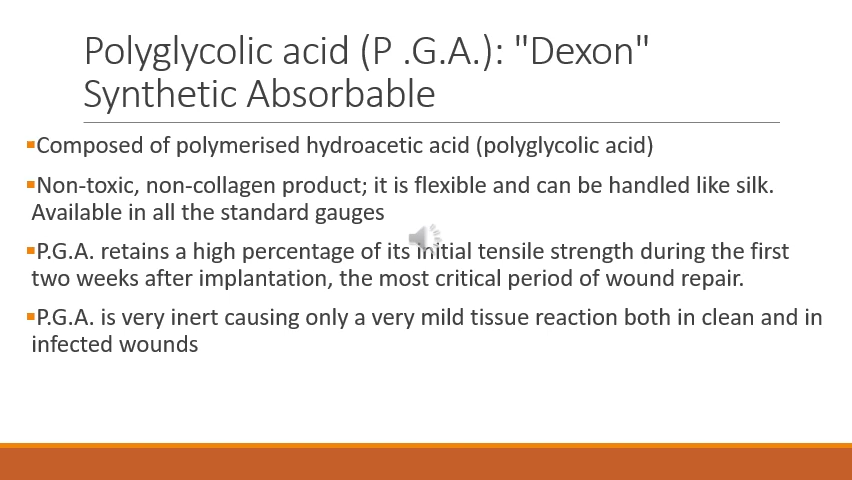 Polyglycolic acid (P .G.A.): "Dexon"
Synthetic Absorbable
▪Composed of polymerised hydroacetic acid (polyglycolic acid)
▪Non-toxic, non-collagen product; it is flexible and can be handled like silk.
Available in all the standard gauges
▪P.G.A. retains a high percentage of its initial tensile strength during the first
two weeks after implantation, the most critical period of wound repair.
▪P.G.A. is very inert causing only a very mild tissue reaction both in clean and in
infected wounds